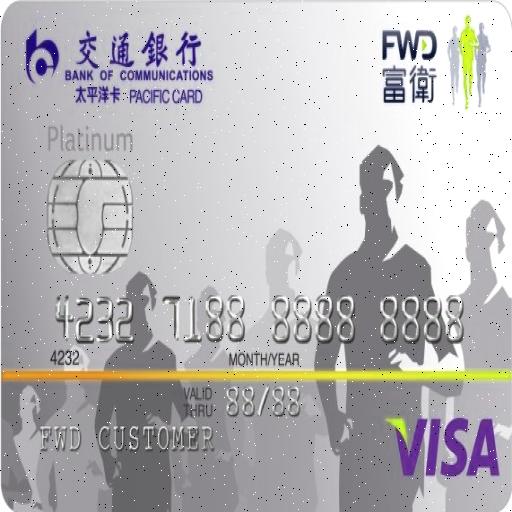 交通銀行
BANK OF COMMUNICATIONS
太平洋卡 PACIFIC CARD
FWD
富衛
Platinum
4232 7188 8888 8888
4232
MONTH/YEAR
VALID THRU 88/88
FWD CUSTOMER
VISA